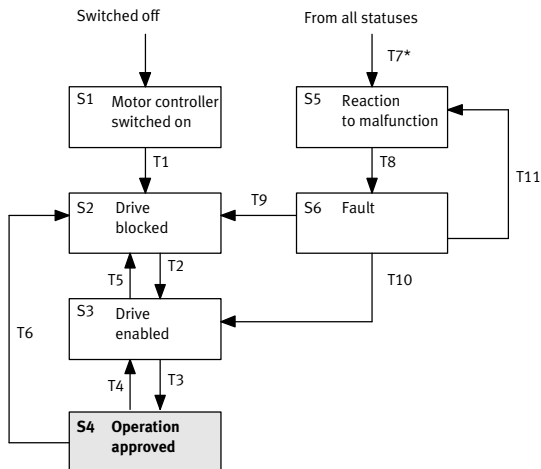 Switched off
From all statuses
T7*
S1 Motor controller
switched on
S5 Reaction
to malfunction
T1
T8
T11
S2 Drive
blocked
T9
S6 Fault
T5
T2
T10
S3 Drive
enabled
T6
T4
T3
S4 Operation
approved